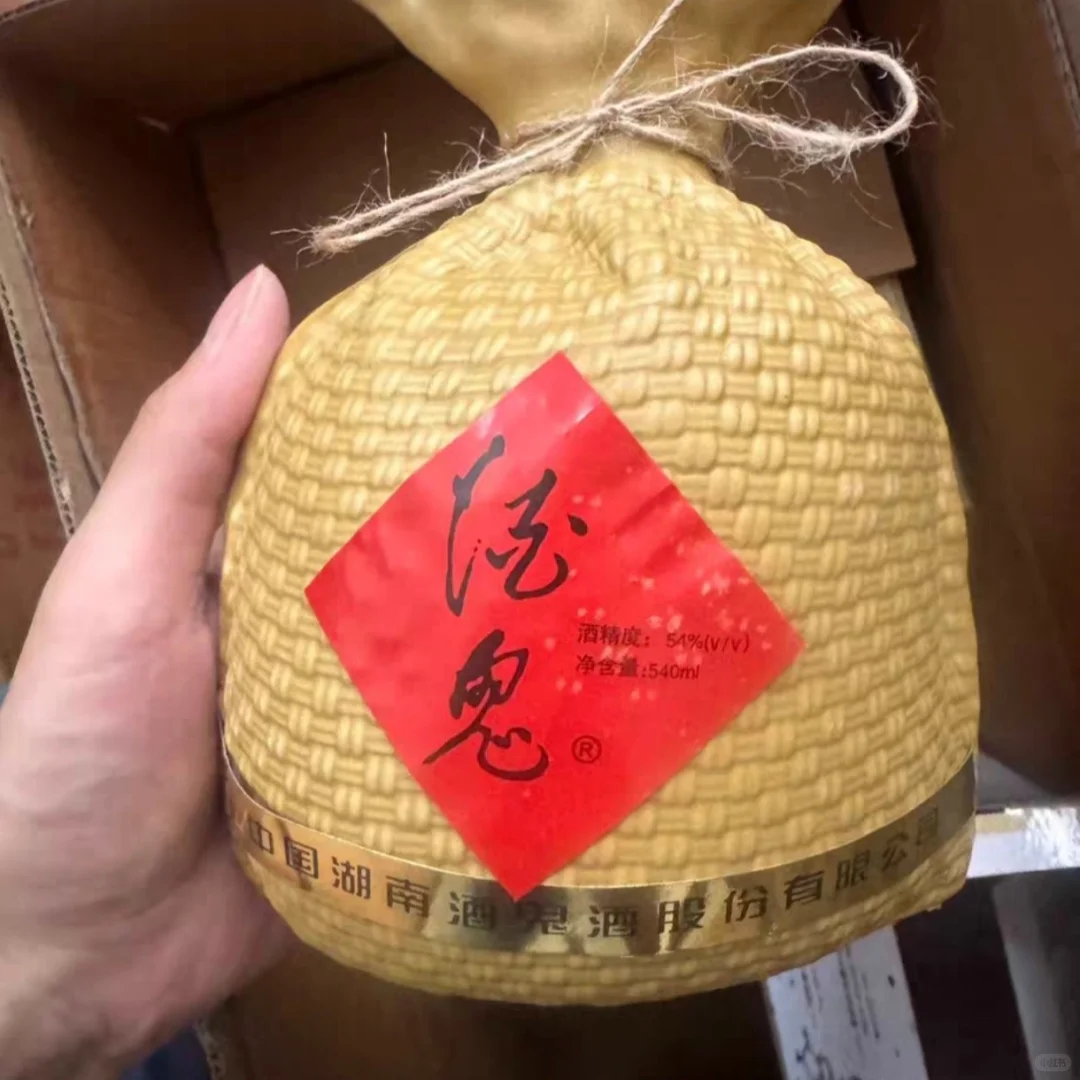 酒鬼
酒精度：54%(v/v)
净含量:540ml
®
中国湖南酒鬼酒股份有限公司